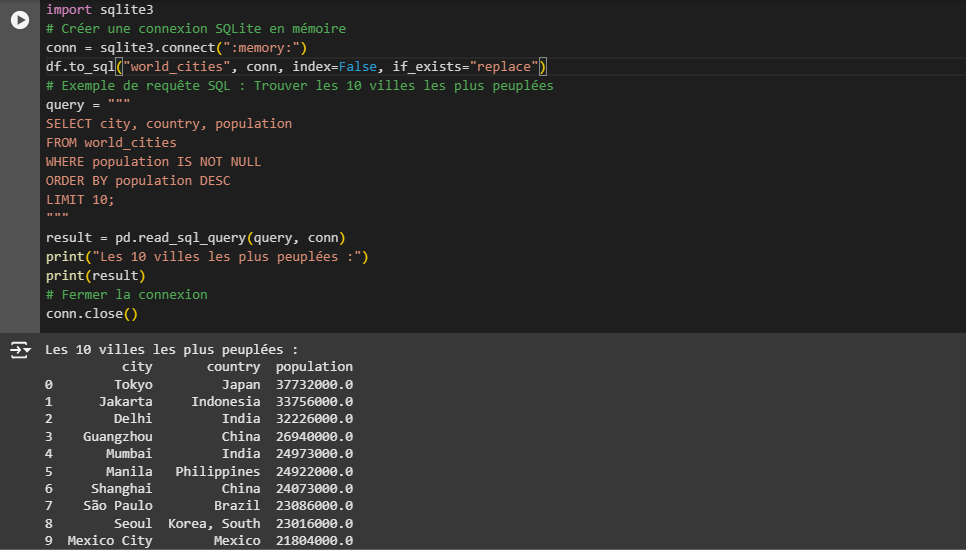 import sqlite3
# Créer une connexion SQLite en mémoire
conn = sqlite3.connect(":memory:")
df.to_sql("world_cities", conn, index=False, if_exists="replace")
# Exemple de requête SQL : Trouver les 10 villes les plus peuplées
query = """
SELECT city, country, population
FROM world_cities
WHERE population IS NOT NULL
ORDER BY population DESC
LIMIT 10;
"""
result = pd.read_sql_query(query, conn)
print("Les 10 villes les plus peuplées :")
print(result)
# Fermer la connexion
conn.close()
Les 10 villes les plus peuplées :
city country population
0 Tokyo Japan 37732000.0
1 Jakarta Indonesia 33756000.0
2 Delhi India 32226000.0
3 Guangzhou China 26940000.0
4 Mumbai India 24973000.0
5 Manila Philippines 24922000.0
6 Shanghai China 24073000.0
7 São Paulo Brazil 23086000.0
8 Seoul Korea, South 23016000.0
9 Mexico City Mexico 21804000.0